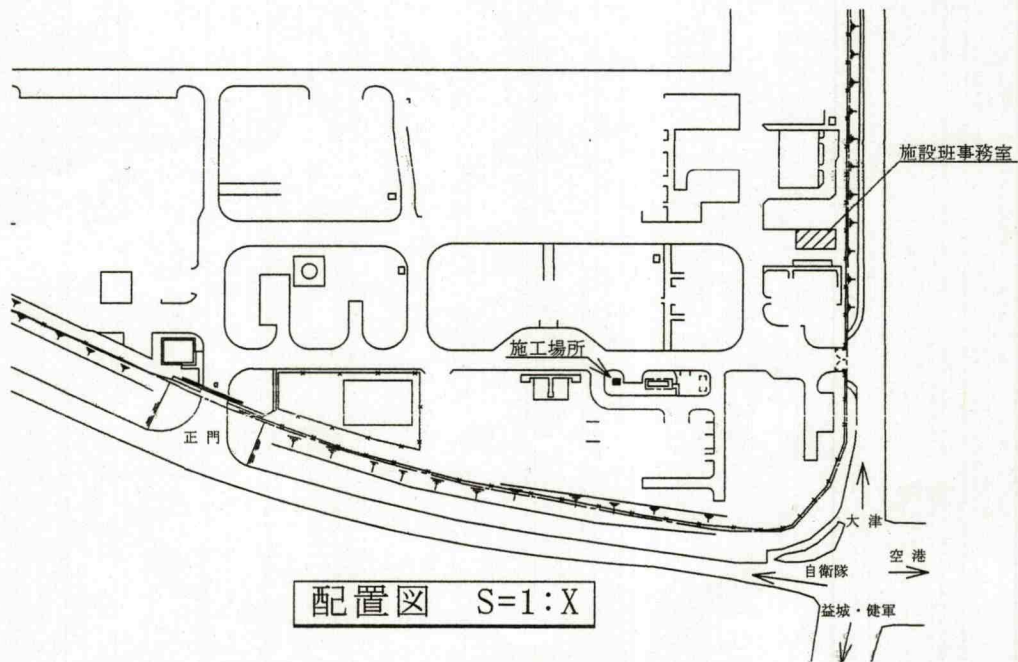 施設班事務室
施工場所
正門
大津
空港
自衛隊
益城・健軍
配置図 S=1:X